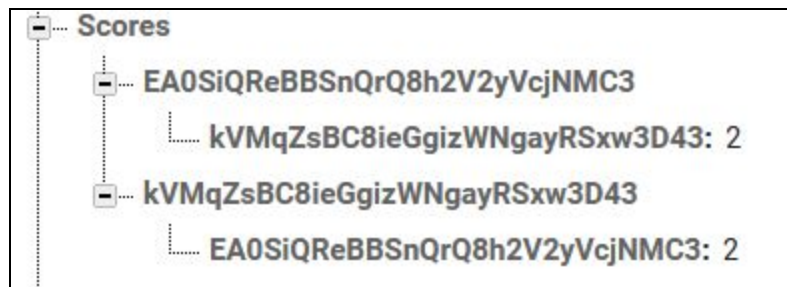 Scores
EA0SiQReBBSnQrQ8h2V2yVcjNMC3
kVMqZsBC8ieGgizWNgayRSxw3D43: 2
kVMqZsBC8ieGgizWNgayRSxw3D43
EA0SiQReBBSnQrQ8h2V2yVcjNMC3: 2